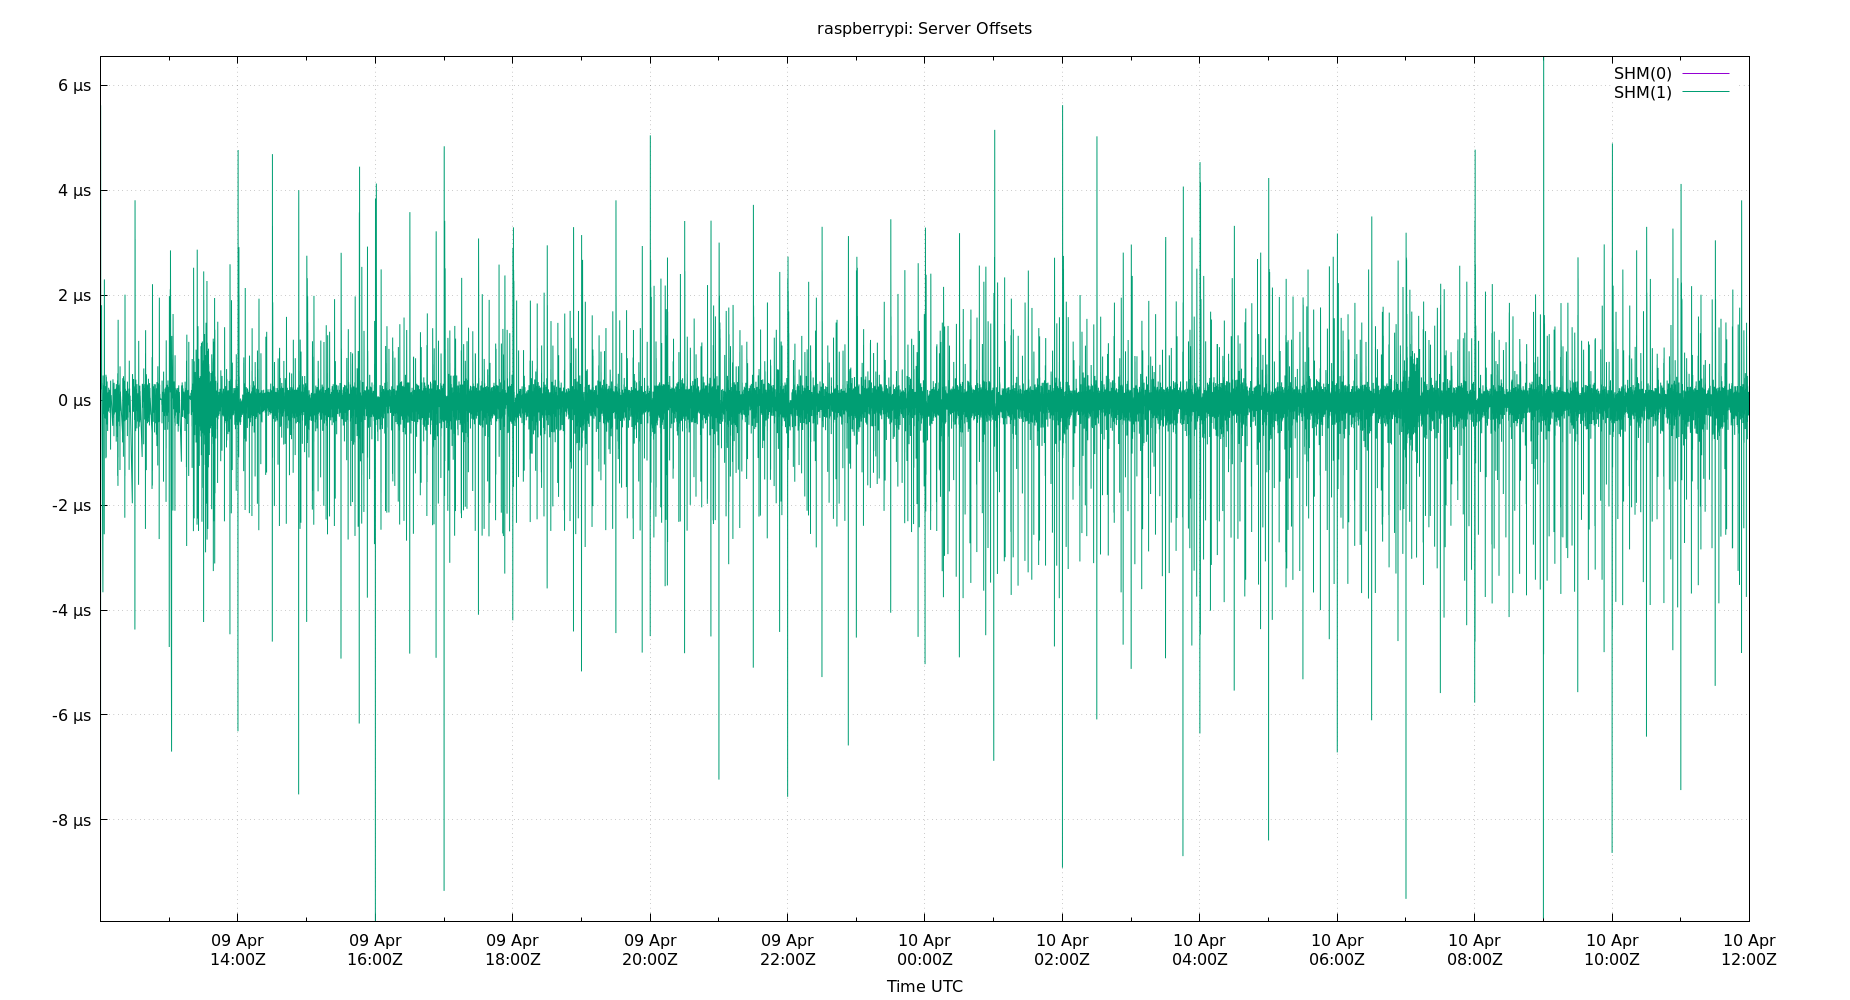 raspberrypi: Server Offsets
SHM(0)
SHM(1)
6 µs
4 µs
2 µs
0 µs
-2 µs
-4 µs
-6 µs
-8 µs
09 Apr 09 Apr 09 Apr 09 Apr 09 Apr 10 Apr 10 Apr 10 Apr 10 Apr 10 Apr 10 Apr 10 Apr
14:00Z 16:00Z 18:00Z 20:00Z 22:00Z 00:00Z 02:00Z 04:00Z 06:00Z 08:00Z 10:00Z 12:00Z
Time UTC